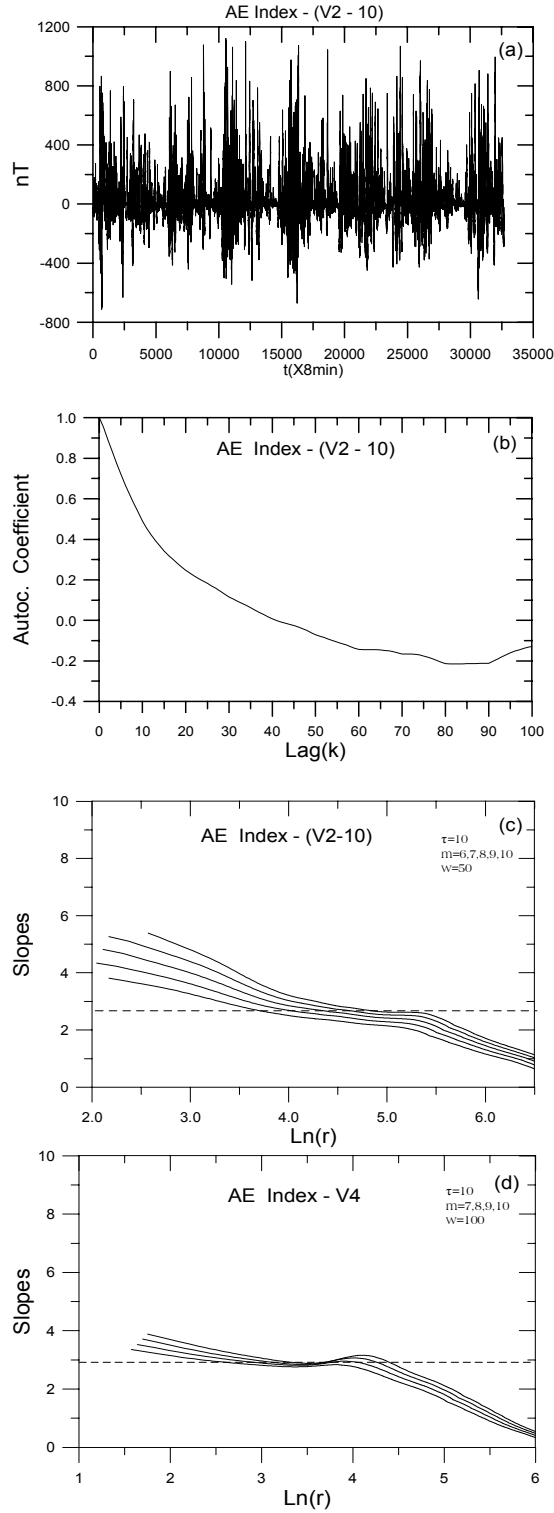 AE Index - (V2 - 10)
(a)
1200
800
400
0
-400
-800
nT
0 5000 10000 15000 20000 25000 30000 35000
t(X8min)
AE Index - (V2 - 10)
(b)
1.0
0.8
0.6
0.4
0.2
0.0
-0.2
-0.4
Autoc. Coefficient
0 10 20 30 40 50 60 70 80 90 100
Lag(k)
AE Index - (V2-10)
(c)
τ=10
m=6,7,8,9,10
w=50
10
8
6
4
2
0
Slopes
2.0 3.0 4.0 5.0 6.0
Ln(r)
AE Index - V4
(d)
τ=10
m=7,8,9,10
w=100
10
8
6
4
2
0
Slopes
1 2 3 4 5 6
Ln(r)